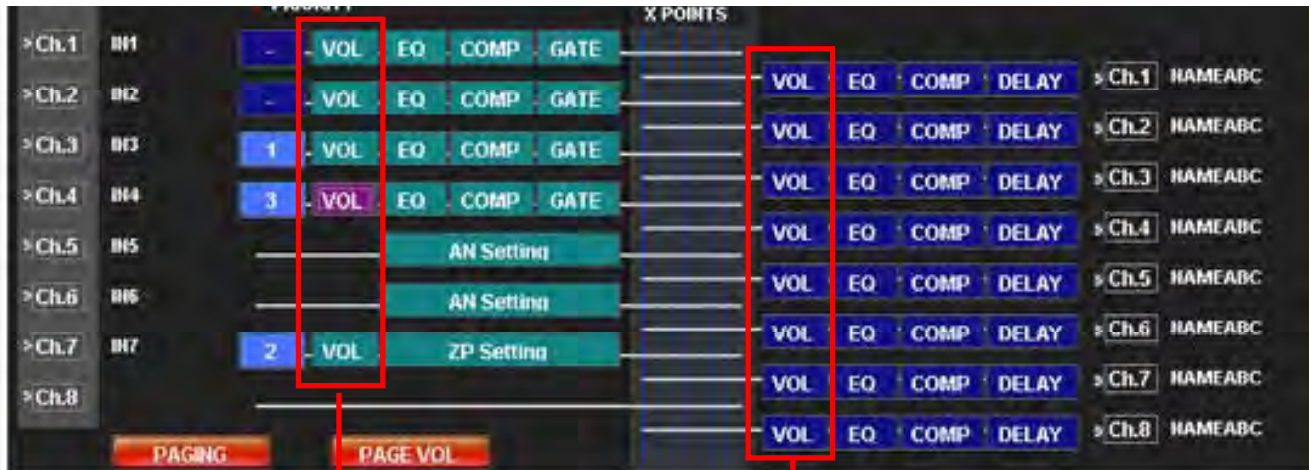 X POINTS
>Ch.1 IN1 - VOL EQ COMP GATE
VOL EQ COMP DELAY >Ch.1 NAMEABC
>Ch.2 IN2 - VOL EQ COMP GATE
VOL EQ COMP DELAY >Ch.2 NAMEABC
>Ch.3 IN3 1 VOL EQ COMP GATE
VOL EQ COMP DELAY >Ch.3 NAMEABC
>Ch.4 IN4 3 VOL EQ COMP GATE
VOL EQ COMP DELAY >Ch.4 NAMEABC
>Ch.5 IN5 AN Setting
VOL EQ COMP DELAY >Ch.5 NAMEABC
>Ch.6 IN6 AN Setting
VOL EQ COMP DELAY >Ch.6 NAMEABC
>Ch.7 IN7 2 VOL ZP Setting
VOL EQ COMP DELAY >Ch.7 NAMEABC
>Ch.8
VOL EQ COMP DELAY >Ch.8 NAMEABC
PAGING PAGE VOL